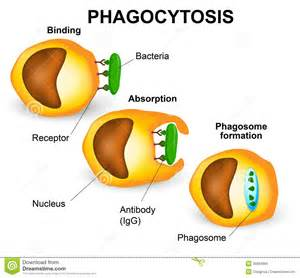 PHAGOCYTOSIS
Binding
Bacteria
Receptor
Absorption
Nucleus
Antibody
(IgG)
Phagosome
formation
Phagosome